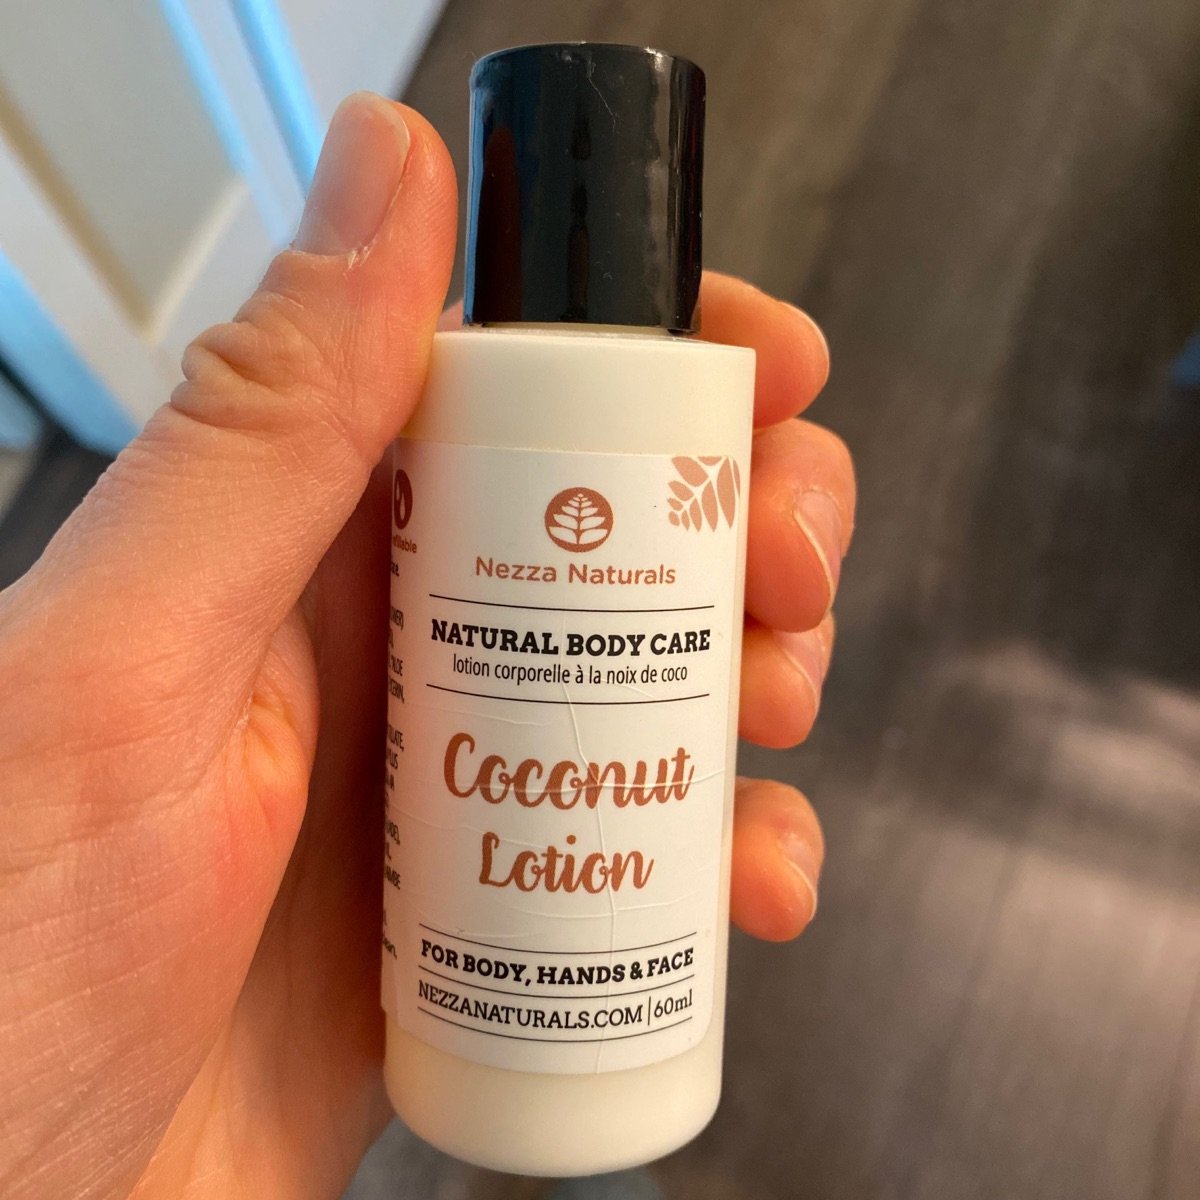 Nezza Naturals
NATURAL BODY CARE
lotion corporelle à la noix de coco
Coconut
Lotion
FOR BODY, HANDS & FACE
NEZZANATURALS.COM | 60ml